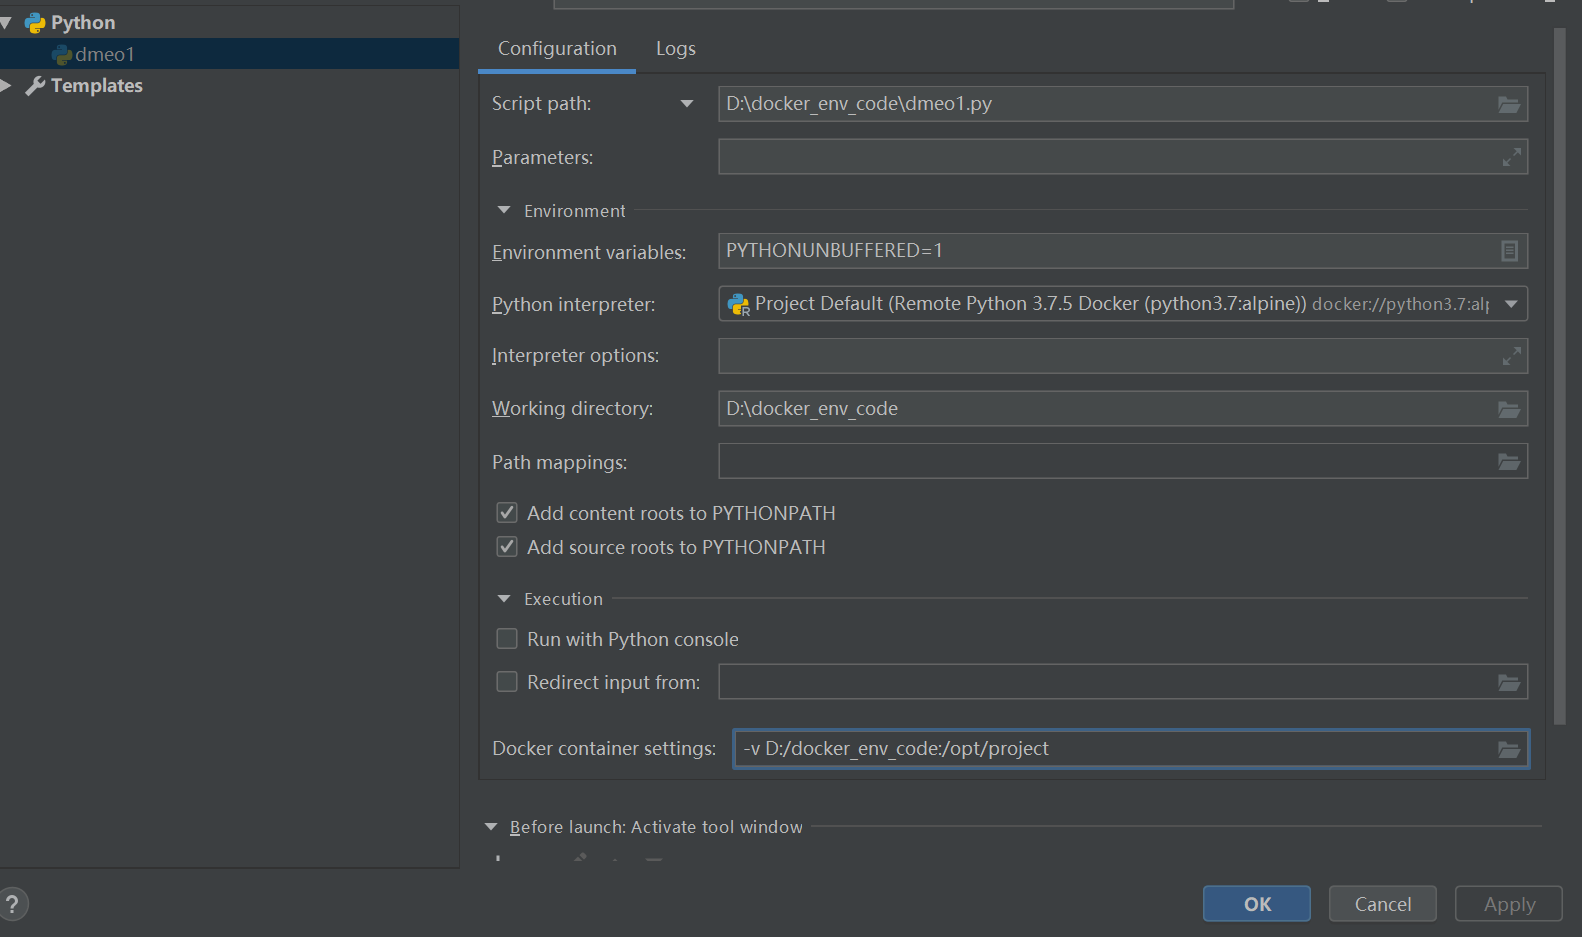 Python
dmeo1
Templates
Configuration Logs
Script path: D:\docker_env_code\dmeo1.py
Parameters:
Environment
Environment variables: PYTHONUNBUFFERED=1
Python interpreter: Project Default (Remote Python 3.7.5 Docker (python3.7:alpine)) docker://python3.7:alp
Interpreter options:
Working directory: D:\docker_env_code
Path mappings:
Add content roots to PYTHONPATH
Add source roots to PYTHONPATH
Execution
Run with Python console
Redirect input from:
Docker container settings: -v D:/docker_env_code:/opt/project
Before launch: Activate tool window
? OK Cancel Apply